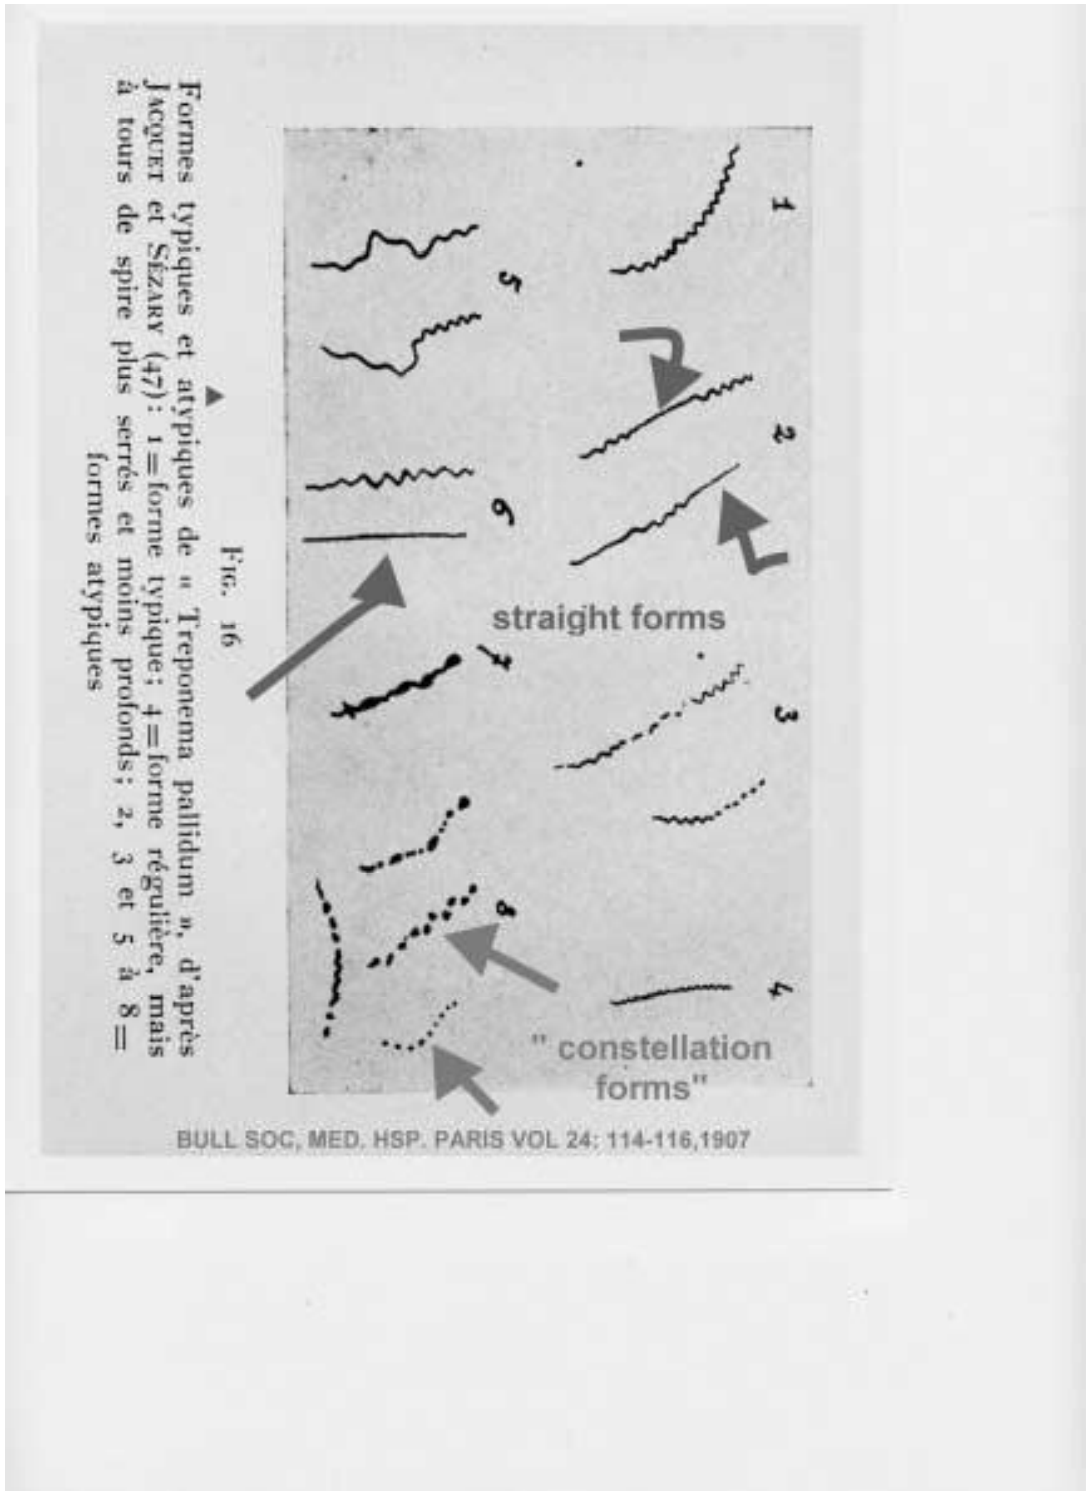 1
2
3
4
5
6
7
8
straight forms
" constellation
forms"
FIG. 16
Formes typiques et atypiques de « Treponema pallidum », d'après
JACQUET et SÉZARY (47) : 1 = forme typique ; 4 = forme régulière, mais
à tours de spire plus serrés et moins profonds ; 2, 3 et 5 à 8 =
formes atypiques
BULL SOC, MED. HSP. PARIS VOL 24: 114-116,1907